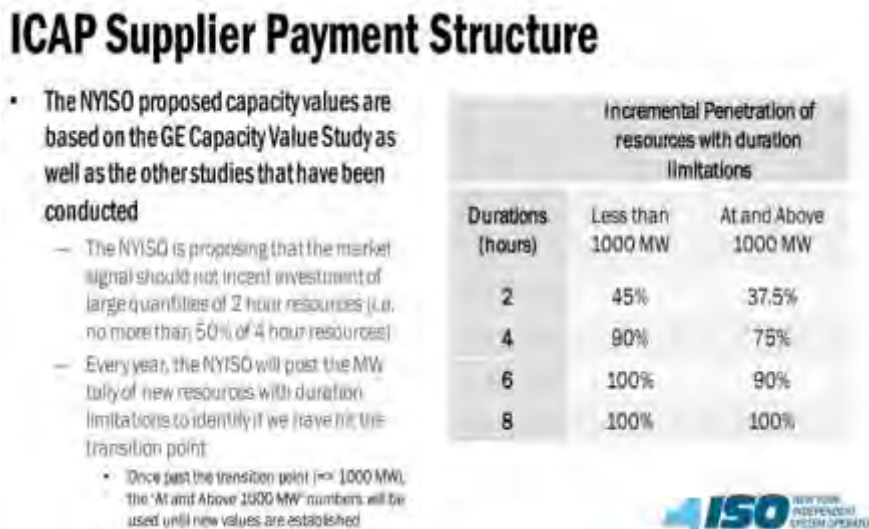 ICAP Supplier Payment Structure
• The NYISO proposed capacity values are
based on the GE Capacity Value Study as
well as the other studies that have been
conducted
— The NYISO is proposing that the market
signal should not incent investment of
large quantities of 2 hour resources (i.e.
no more than 50% of 4 hour resources)
— Every year, the NYISO will post the MW
tally of new resources with duration
limitations to identify if we have hit the
transition point
• Once past the transition point (=> 1000 MW),
the 'At and Above 1000 MW' numbers will be
used until new values are established
Incremental Penetration of
resources with duration
limitations
Durations
(hours)
Less than
1000 MW
At and Above
1000 MW
2 45% 37.5%
4 90% 75%
6 100% 90%
8 100% 100%
ISO
NEW YORK
INDEPENDENT
SYSTEM OPERATOR